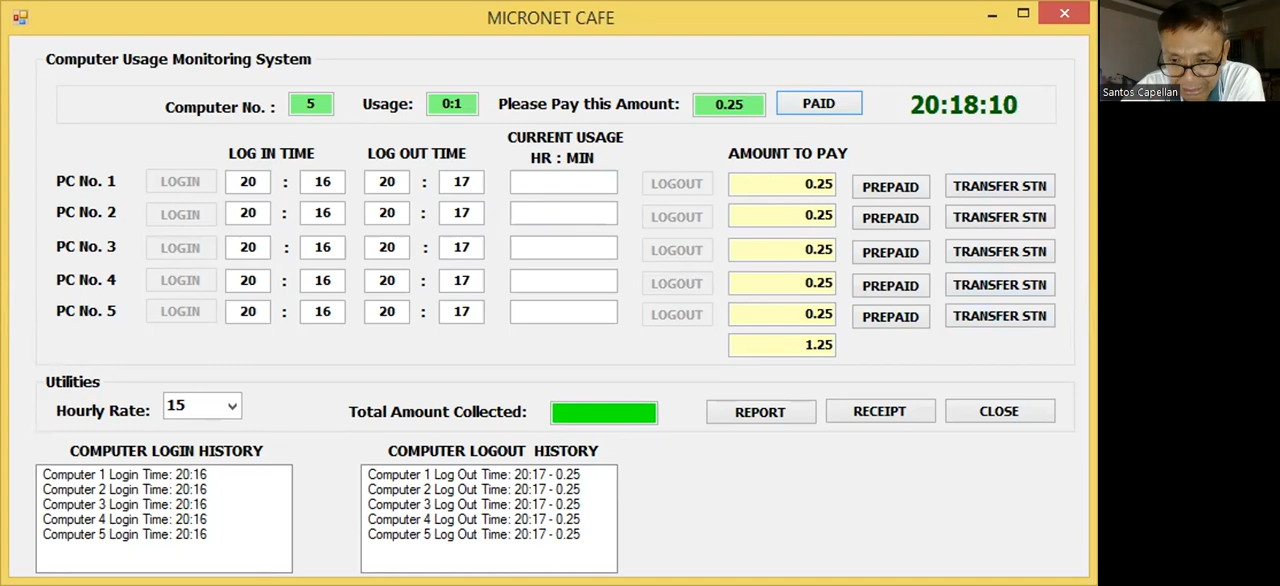 MICRONET CAFE
Santos Capellan
Computer Usage Monitoring System
Computer No. : 5 Usage: 0:1 Please Pay this Amount: 0.25 PAID 20:18:10
LOG IN TIME LOG OUT TIME CURRENT USAGE HR : MIN AMOUNT TO PAY
PC No. 1 LOGIN 20 : 16 20 : 17 LOGOUT 0.25 PREPAID TRANSFER STN
PC No. 2 LOGIN 20 : 16 20 : 17 LOGOUT 0.25 PREPAID TRANSFER STN
PC No. 3 LOGIN 20 : 16 20 : 17 LOGOUT 0.25 PREPAID TRANSFER STN
PC No. 4 LOGIN 20 : 16 20 : 17 LOGOUT 0.25 PREPAID TRANSFER STN
PC No. 5 LOGIN 20 : 16 20 : 17 LOGOUT 0.25 PREPAID TRANSFER STN
1.25
Utilities
Hourly Rate: 15 Total Amount Collected: REPORT RECEIPT CLOSE
COMPUTER LOGIN HISTORY
Computer 1 Login Time: 20:16
Computer 2 Login Time: 20:16
Computer 3 Login Time: 20:16
Computer 4 Login Time: 20:16
Computer 5 Login Time: 20:16
COMPUTER LOGOUT HISTORY
Computer 1 Log Out Time: 20:17 - 0.25
Computer 2 Log Out Time: 20:17 - 0.25
Computer 3 Log Out Time: 20:17 - 0.25
Computer 4 Log Out Time: 20:17 - 0.25
Computer 5 Log Out Time: 20:17 - 0.25